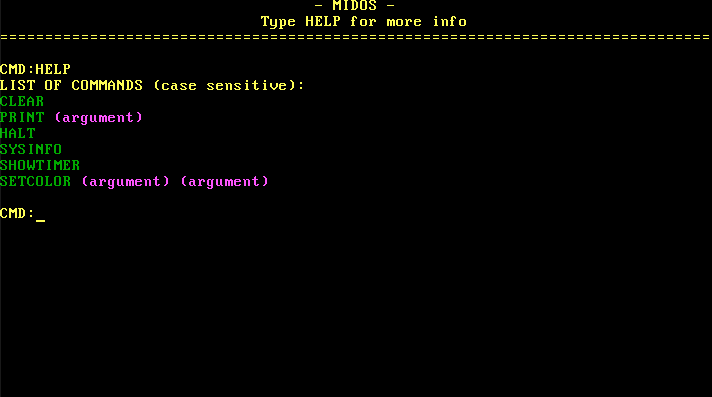 - MIDOS -
Type HELP for more info
===============================================================================
CMD:HELP
LIST OF COMMANDS (case sensitive):
CLEAR
PRINT (argument)
HALT
SYSINFO
SHOWTIMER
SETCOLOR (argument) (argument)
CMD:_